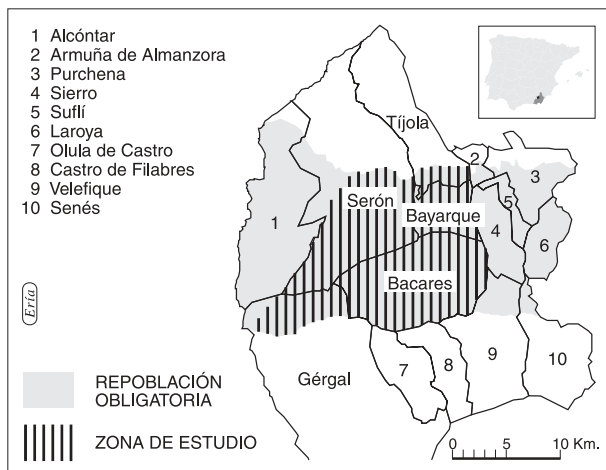 1 Alcóntar
2 Armuña de Almanzora
3 Purchena
4 Sierro
5 Suflí
6 Laroya
7 Olula de Castro
8 Castro de Filabres
9 Velefique
10 Senés
Tíjola
2
3
Serón
5
Bayarque
1
4
6
Bacares
Ería
7
8
9
10
Gérgal
REPOBLACIÓN
OBLIGATORIA
ZONA DE ESTUDIO
0 5 10 Km.